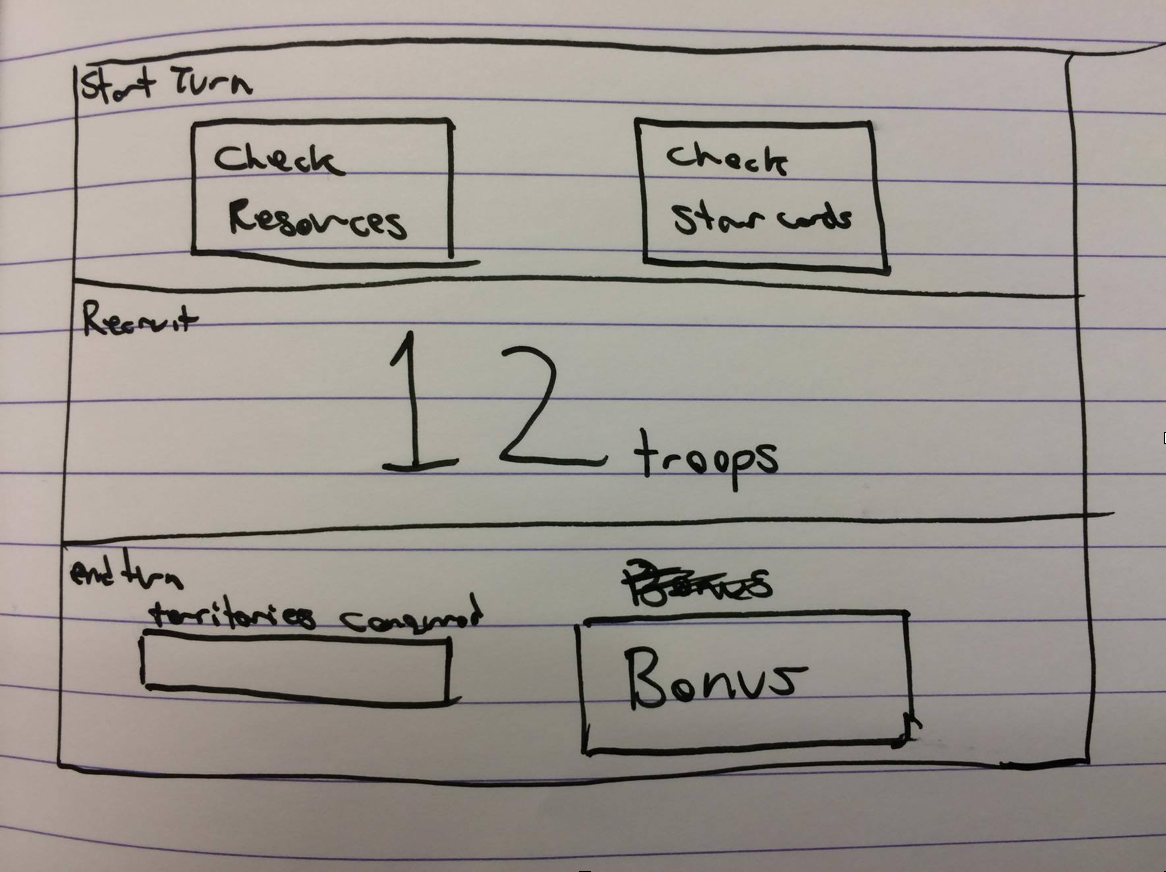 Start Turn
Check
Resources
Check
Star cards
Recruit
12 troops
end turn
territories conquered
Bonus
Bonus